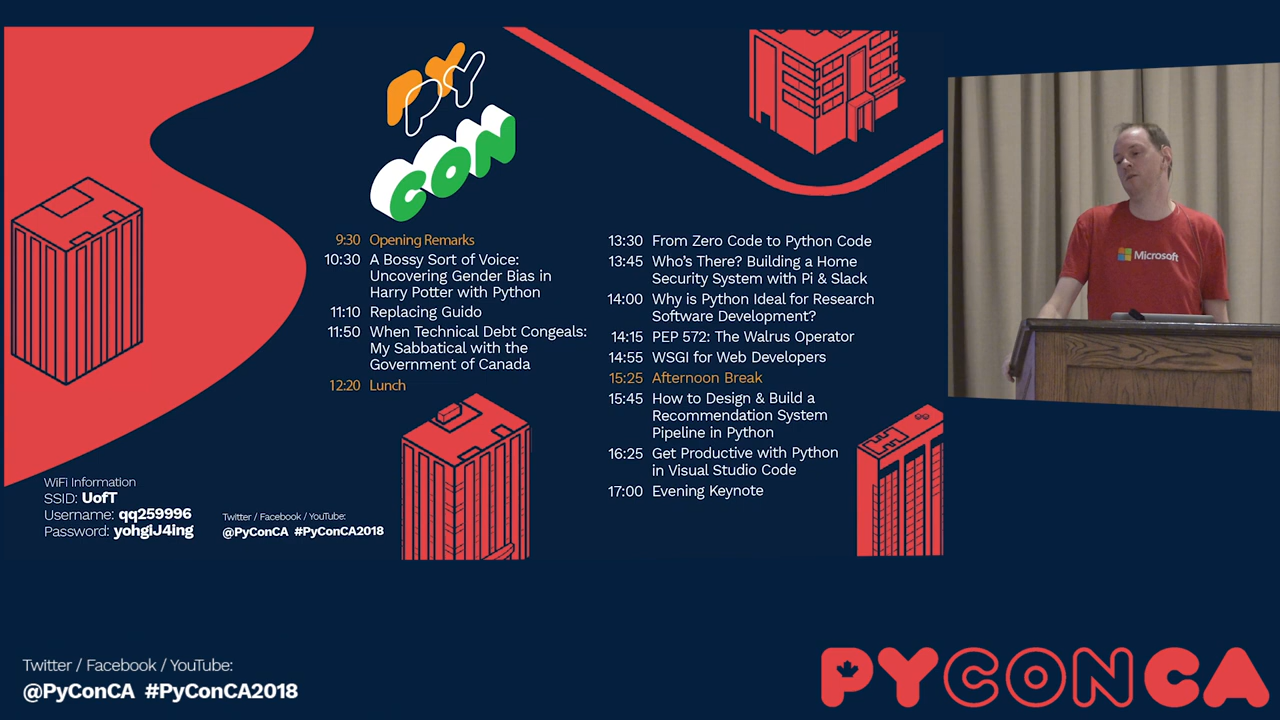 PY
CON
9:30 Opening Remarks
10:30 A Bossy Sort of Voice:
Uncovering Gender Bias in
Harry Potter with Python
11:10 Replacing Guido
11:50 When Technical Debt Congeals:
My Sabbatical with the
Government of Canada
12:20 Lunch
13:30 From Zero Code to Python Code
13:45 Who's There? Building a Home
Security System with Pi & Slack
14:00 Why is Python Ideal for Research
Software Development?
14:15 PEP 572: The Walrus Operator
14:55 WSGI for Web Developers
15:25 Afternoon Break
15:45 How to Design & Build a
Recommendation System
Pipeline in Python
16:25 Get Productive with Python
in Visual Studio Code
17:00 Evening Keynote
WiFi Information
SSID: UofT
Username: qq259996
Password: yohgiJ4ing
Twitter / Facebook / YouTube:
@PyConCA #PyConCA2018
Microsoft
Twitter / Facebook / YouTube:
@PyConCA #PyConCA2018
PYCONCA